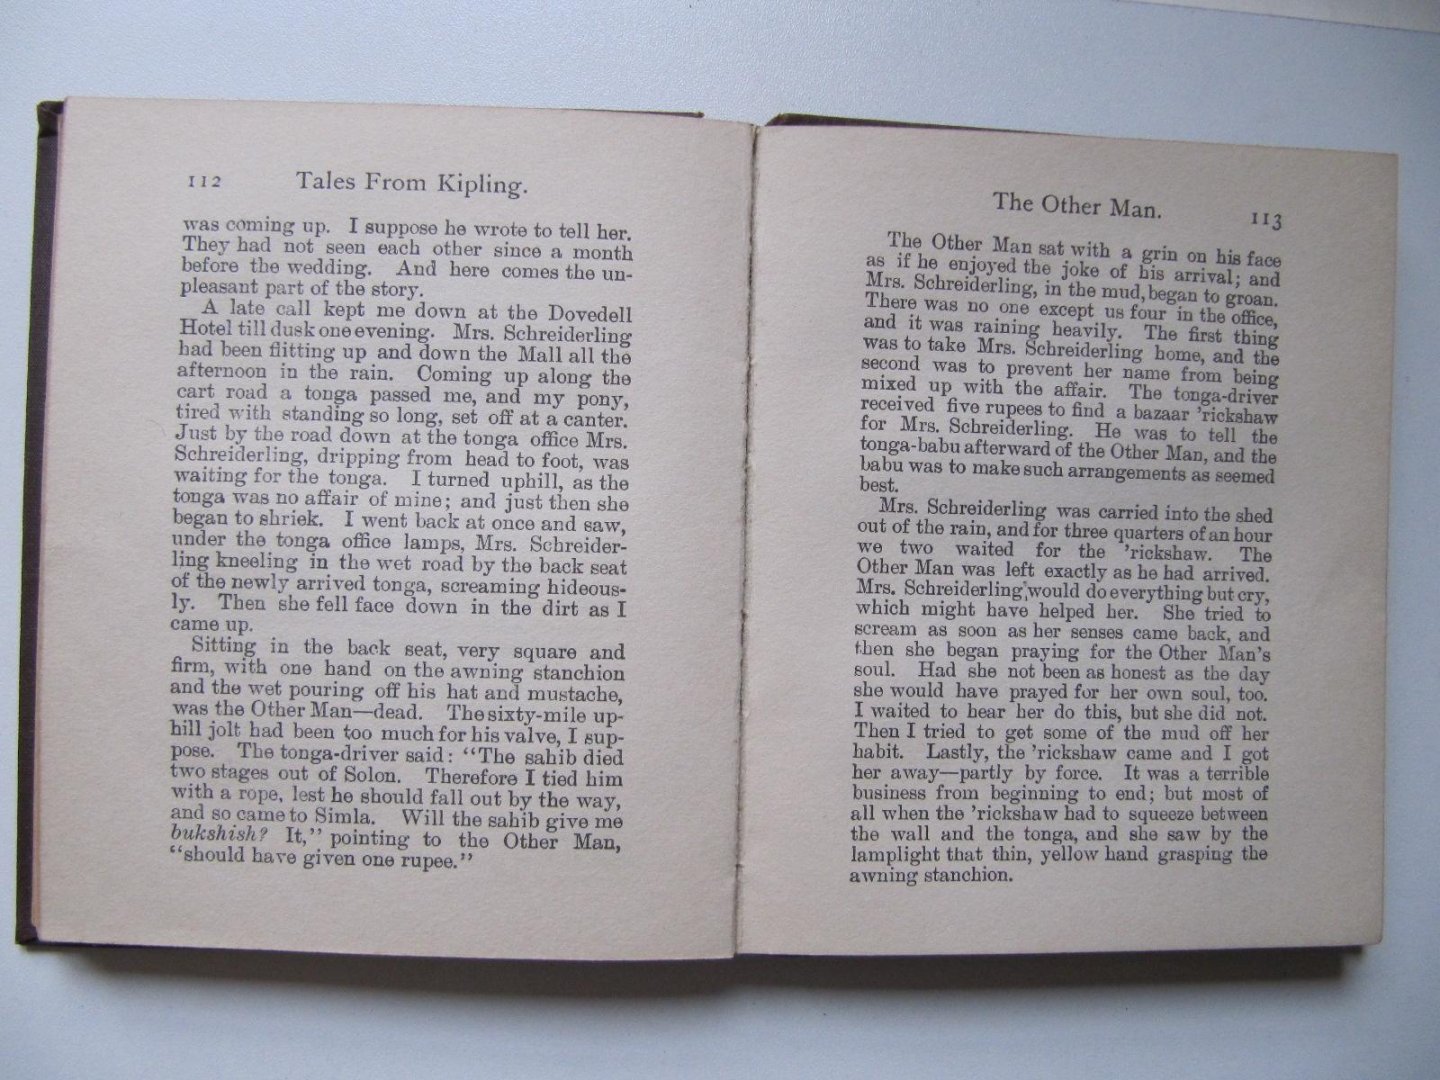 112 Tales From Kipling.
was coming up. I suppose he wrote to tell her.
They had not seen each other since a month
before the wedding. And here comes the un-
pleasant part of the story.
A late call kept me down at the Dovedell
Hotel till dusk one evening. Mrs. Schreiderling
had been flitting up and down the Mall all the
afternoon in the rain. Coming up along the
cart road a tonga passed me, and my pony,
tired with standing so long, set off at a canter.
Just by the road down at the tonga office Mrs.
Schreiderling, dripping from head to foot, was
waiting for the tonga. I turned uphill, as the
tonga was no affair of mine; and just then she
began to shriek. I went back at once and saw,
under the tonga office lamps, Mrs. Schreider-
ling kneeling in the wet road by the back seat
of the newly arrived tonga, screaming hideous-
ly. Then she fell face down in the dirt as I
came up.
Sitting in the back seat, very square and
firm, with one hand on the awning stanchion
and the wet pouring off his hat and mustache,
was the Other Man—dead. The sixty-mile up-
hill jolt had been too much for his valve, I sup-
pose. The tonga-driver said: “The sahib died
two stages out of Solon. Therefore I tied him
with a rope, lest he should fall out by the way,
and so came to Simla. Will the sahib give me
bukshish? It,” pointing to the Other Man,
“should have given one rupee.”
The Other Man. 113
The Other Man sat with a grin on his face
as if he enjoyed the joke of his arrival; and
Mrs. Schreiderling, in the mud, began to groan.
There was no one except us four in the office,
and it was raining heavily. The first thing
was to take Mrs. Schreiderling home, and the
second was to prevent her name from being
mixed up with the affair. The tonga-driver
received five rupees to find a bazaar ’rickshaw
for Mrs. Schreiderling. He was to tell the
tonga-babu afterward of the Other Man, and the
babu was to make such arrangements as seemed
best.
Mrs. Schreiderling was carried into the shed
out of the rain, and for three quarters of an hour
we two waited for the ’rickshaw. The
Other Man was left exactly as he had arrived.
Mrs. Schreiderling would do everything but cry,
which might have helped her. She tried to
scream as soon as her senses came back, and
then she began praying for the Other Man’s
soul. Had she not been as honest as the day
she would have prayed for her own soul, too.
I waited to hear her do this, but she did not.
Then I tried to get some of the mud off her
habit. Lastly, the ’rickshaw came and I got
her away—partly by force. It was a terrible
business from beginning to end; but most of
all when the ’rickshaw had to squeeze between
the wall and the tonga, and she saw by the
lamplight that thin, yellow hand grasping the
awning stanchion.